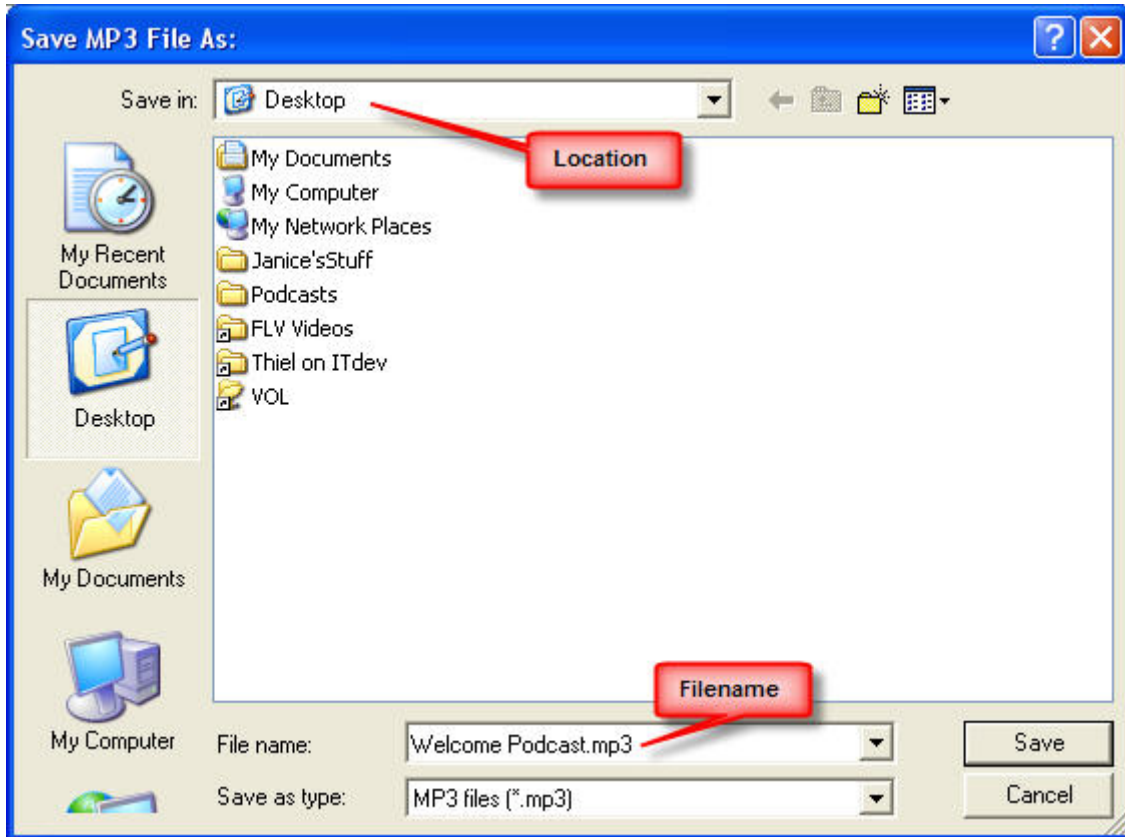 Save MP3 File As:
Save in:
Desktop
Location
My Documents
My Computer
My Network Places
Janice'sStuff
Podcasts
FLV Videos
Thiel on ITdev
VOL
My Recent
Documents
Desktop
My Documents
My Computer
Filename
File name:
Welcome Podcast.mp3
Save
Save as type:
MP3 files (*.mp3)
Cancel